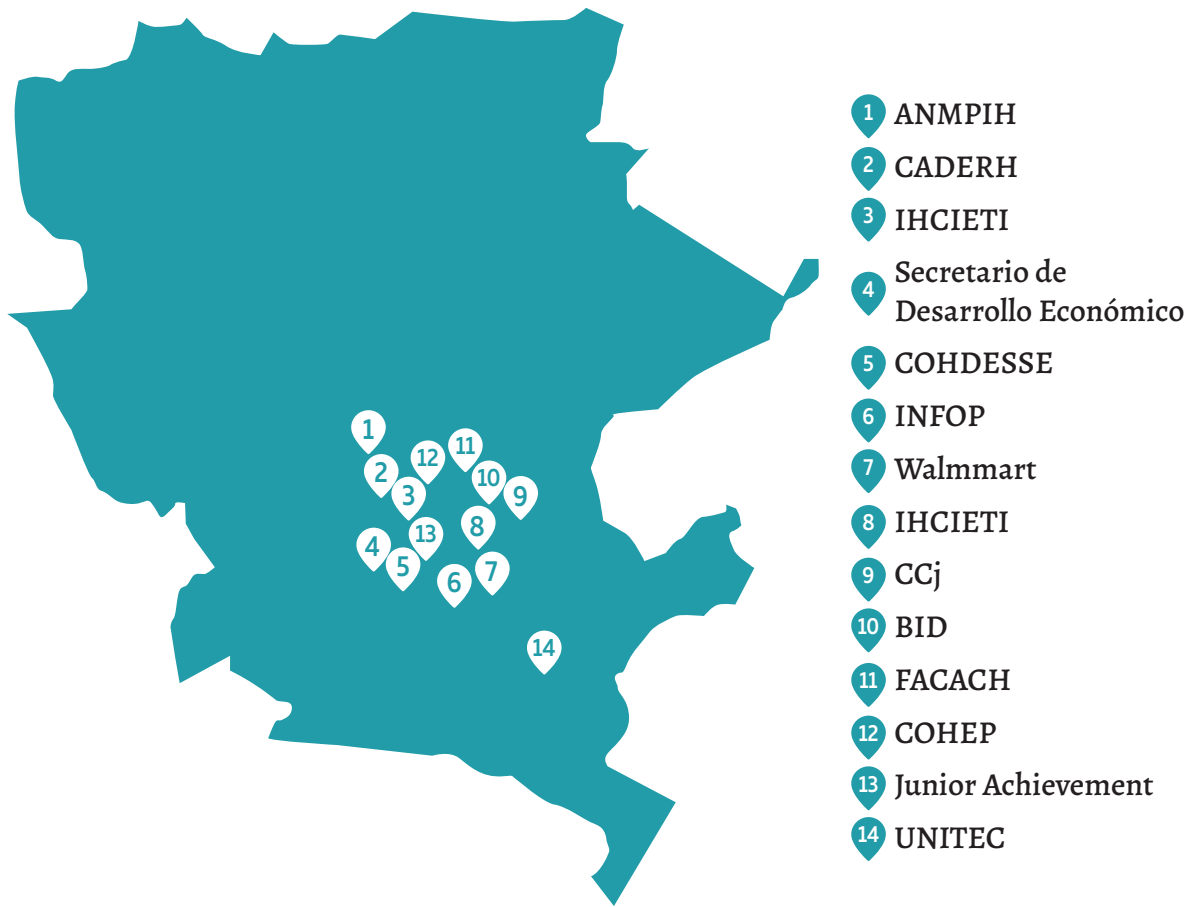 1
2
3
12
11
10
9
8
13
4
5
6
7
14
1 ANMPIH
2 CADERH
3 IHCIETI
4 Secretario de
Desarrollo Económico
5 COHDESSE
6 INFOP
7 Walmmart
8 IHCIETI
9 CCj
10 BID
11 FACACH
12 COHEP
13 Junior Achievement
14 UNITEC